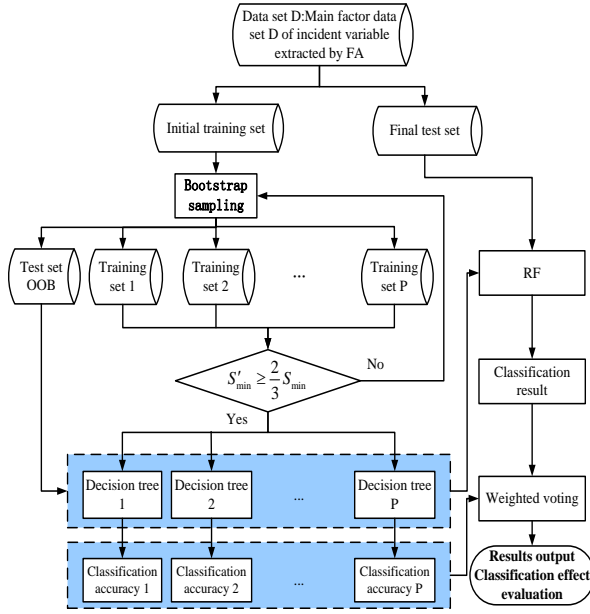 Data set D:Main factor data
set D of incident variable
extracted by FA
Initial training set
Final test set
Bootstrap
sampling
Test set
OOB
Training
set 1
Training
set 2
...
Training
set P
RF
S′min ≥ 2/3 Smin
No
Yes
Classification
result
Decision tree
1
Decision tree
2
...
Decision tree
P
Weighted voting
Classification
accuracy 1
Classification
accuracy 2
...
Classification
accuracy P
Results output
Classification effect
evaluation